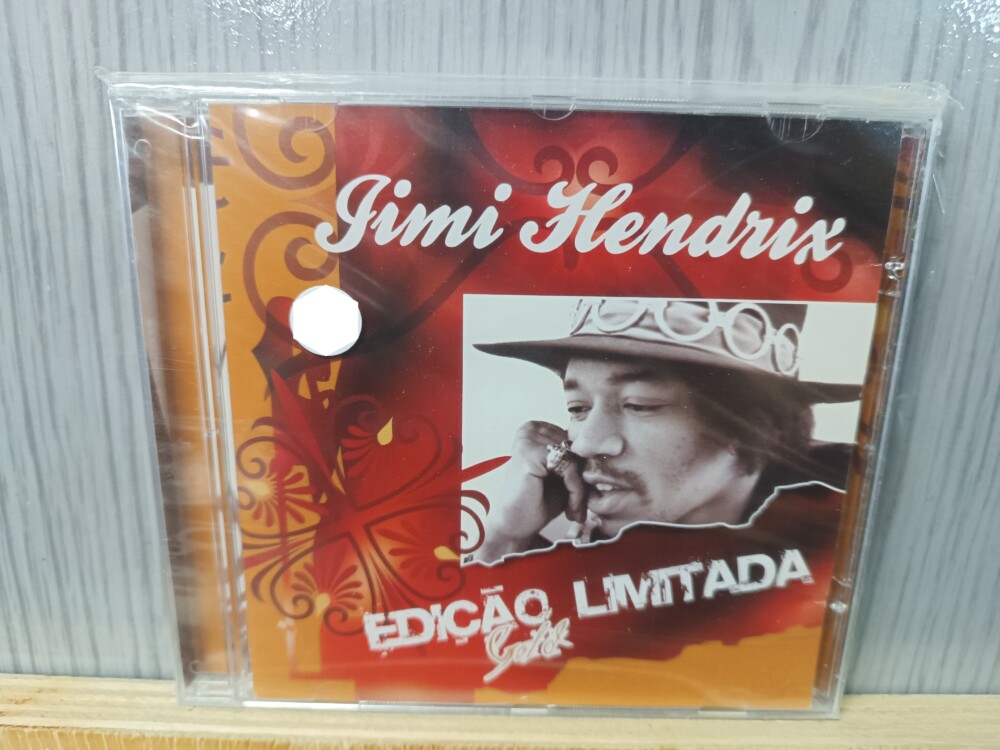 Jimi Hendrix
EDIÇÃO LIMITADA
Gold